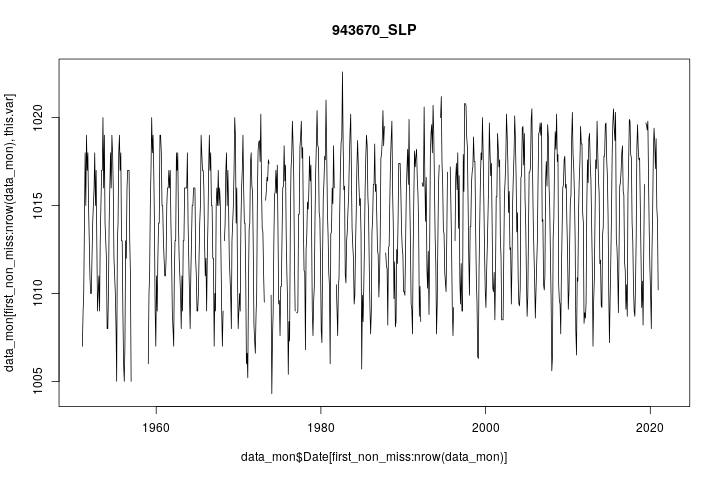 943670_SLP
data_mon[first_non_miss:nrow(data_mon), this.var]
1020
1015
1010
1005
1960
1980
2000
2020
data_mon$Date[first_non_miss:nrow(data_mon)]